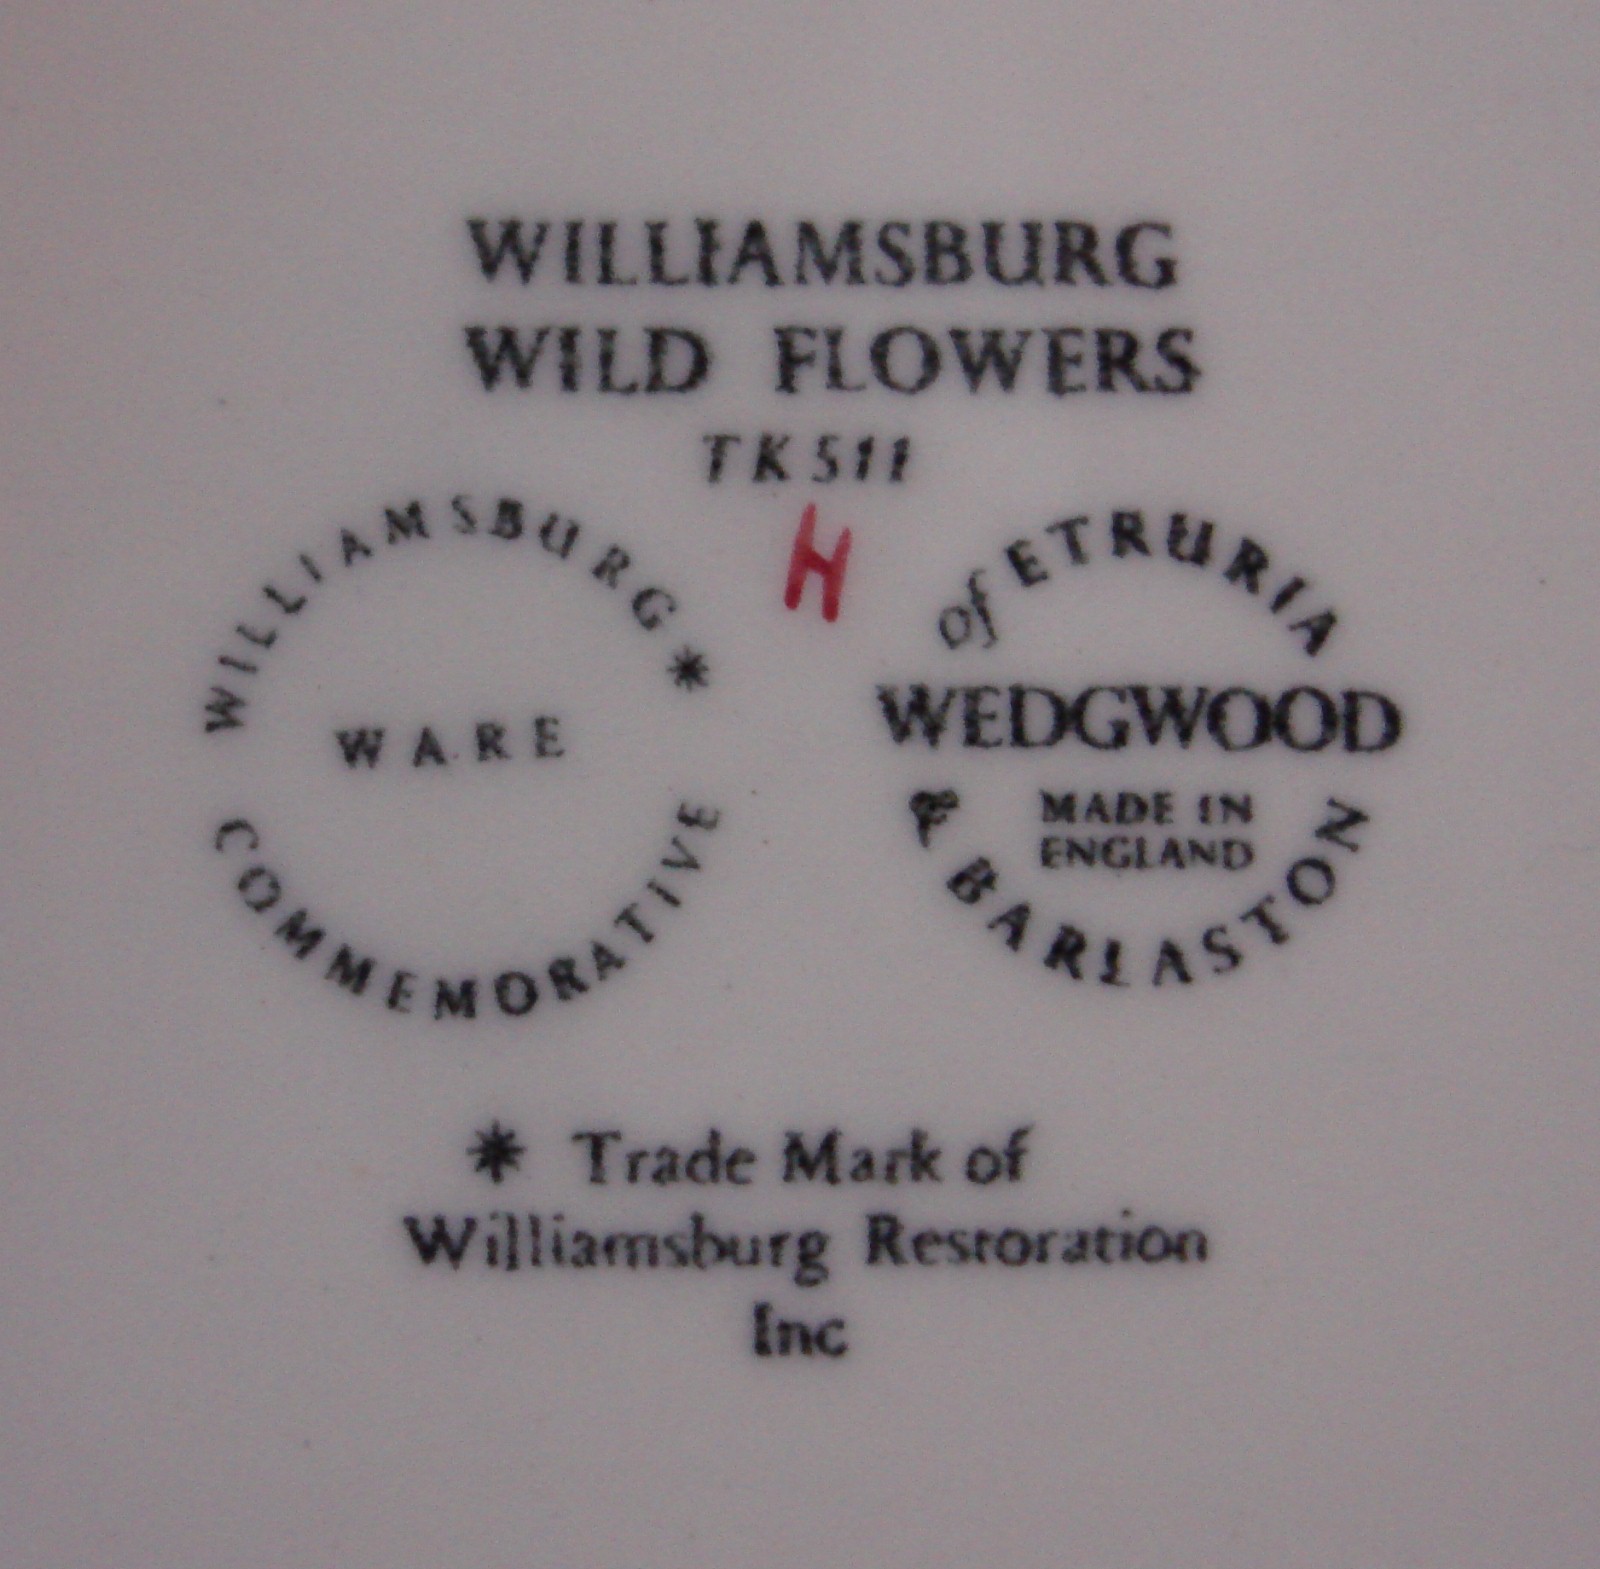 WILLIAMSBURG
WILD FLOWERS
TK511
H
WILLIAMSBURG *
WARE
COMMEMORATIVE
of ETRURIA
WEDGWOOD
MADE IN
ENGLAND
& BARLASTON
* Trade Mark of
Williamsburg Restoration
Inc